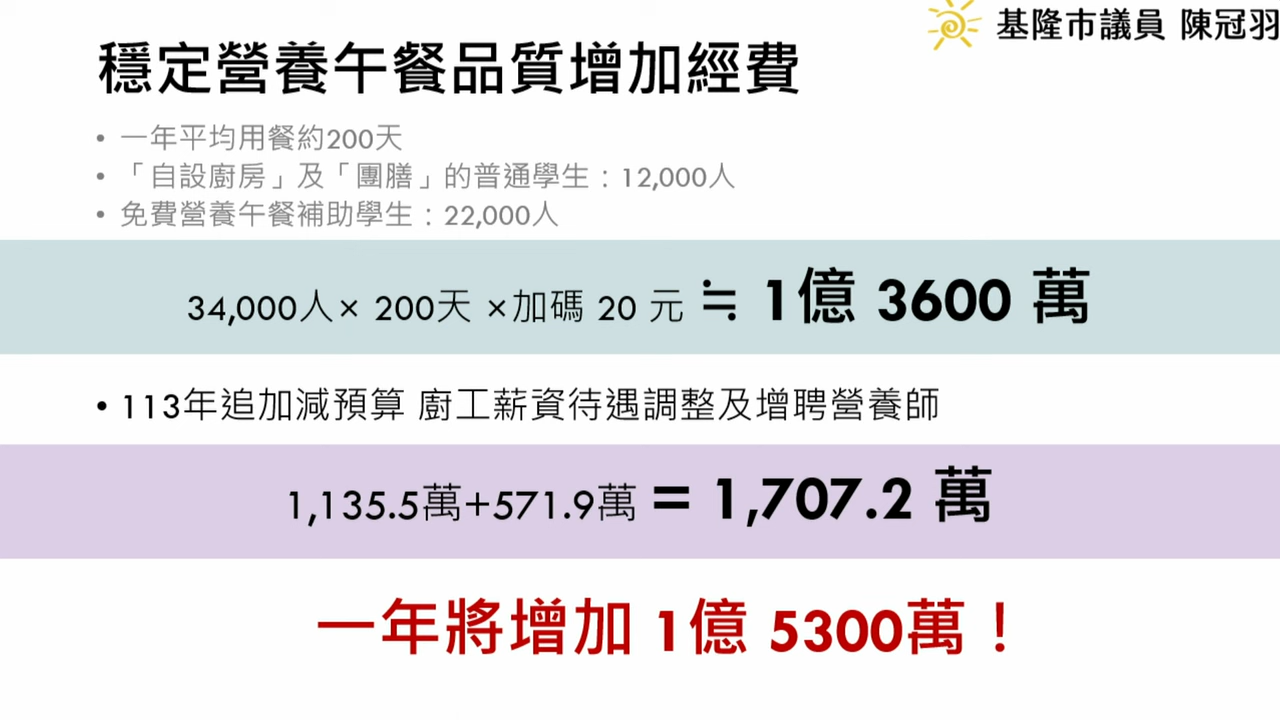 基隆市議員 陳冠羽
穩定營養午餐品質增加經費
• 一年平均用餐約200天
• 「自設廚房」及「團膳」的普通學生：12,000人
• 免費營養午餐補助學生：22,000人
34,000人× 200天 ×加碼 20 元 ≒ 1億 3600 萬
• 113年追加減預算 廚工薪資待遇調整及增聘營養師
1,135.5萬+571.9萬 = 1,707.2 萬
一年將增加 1億 5300萬！